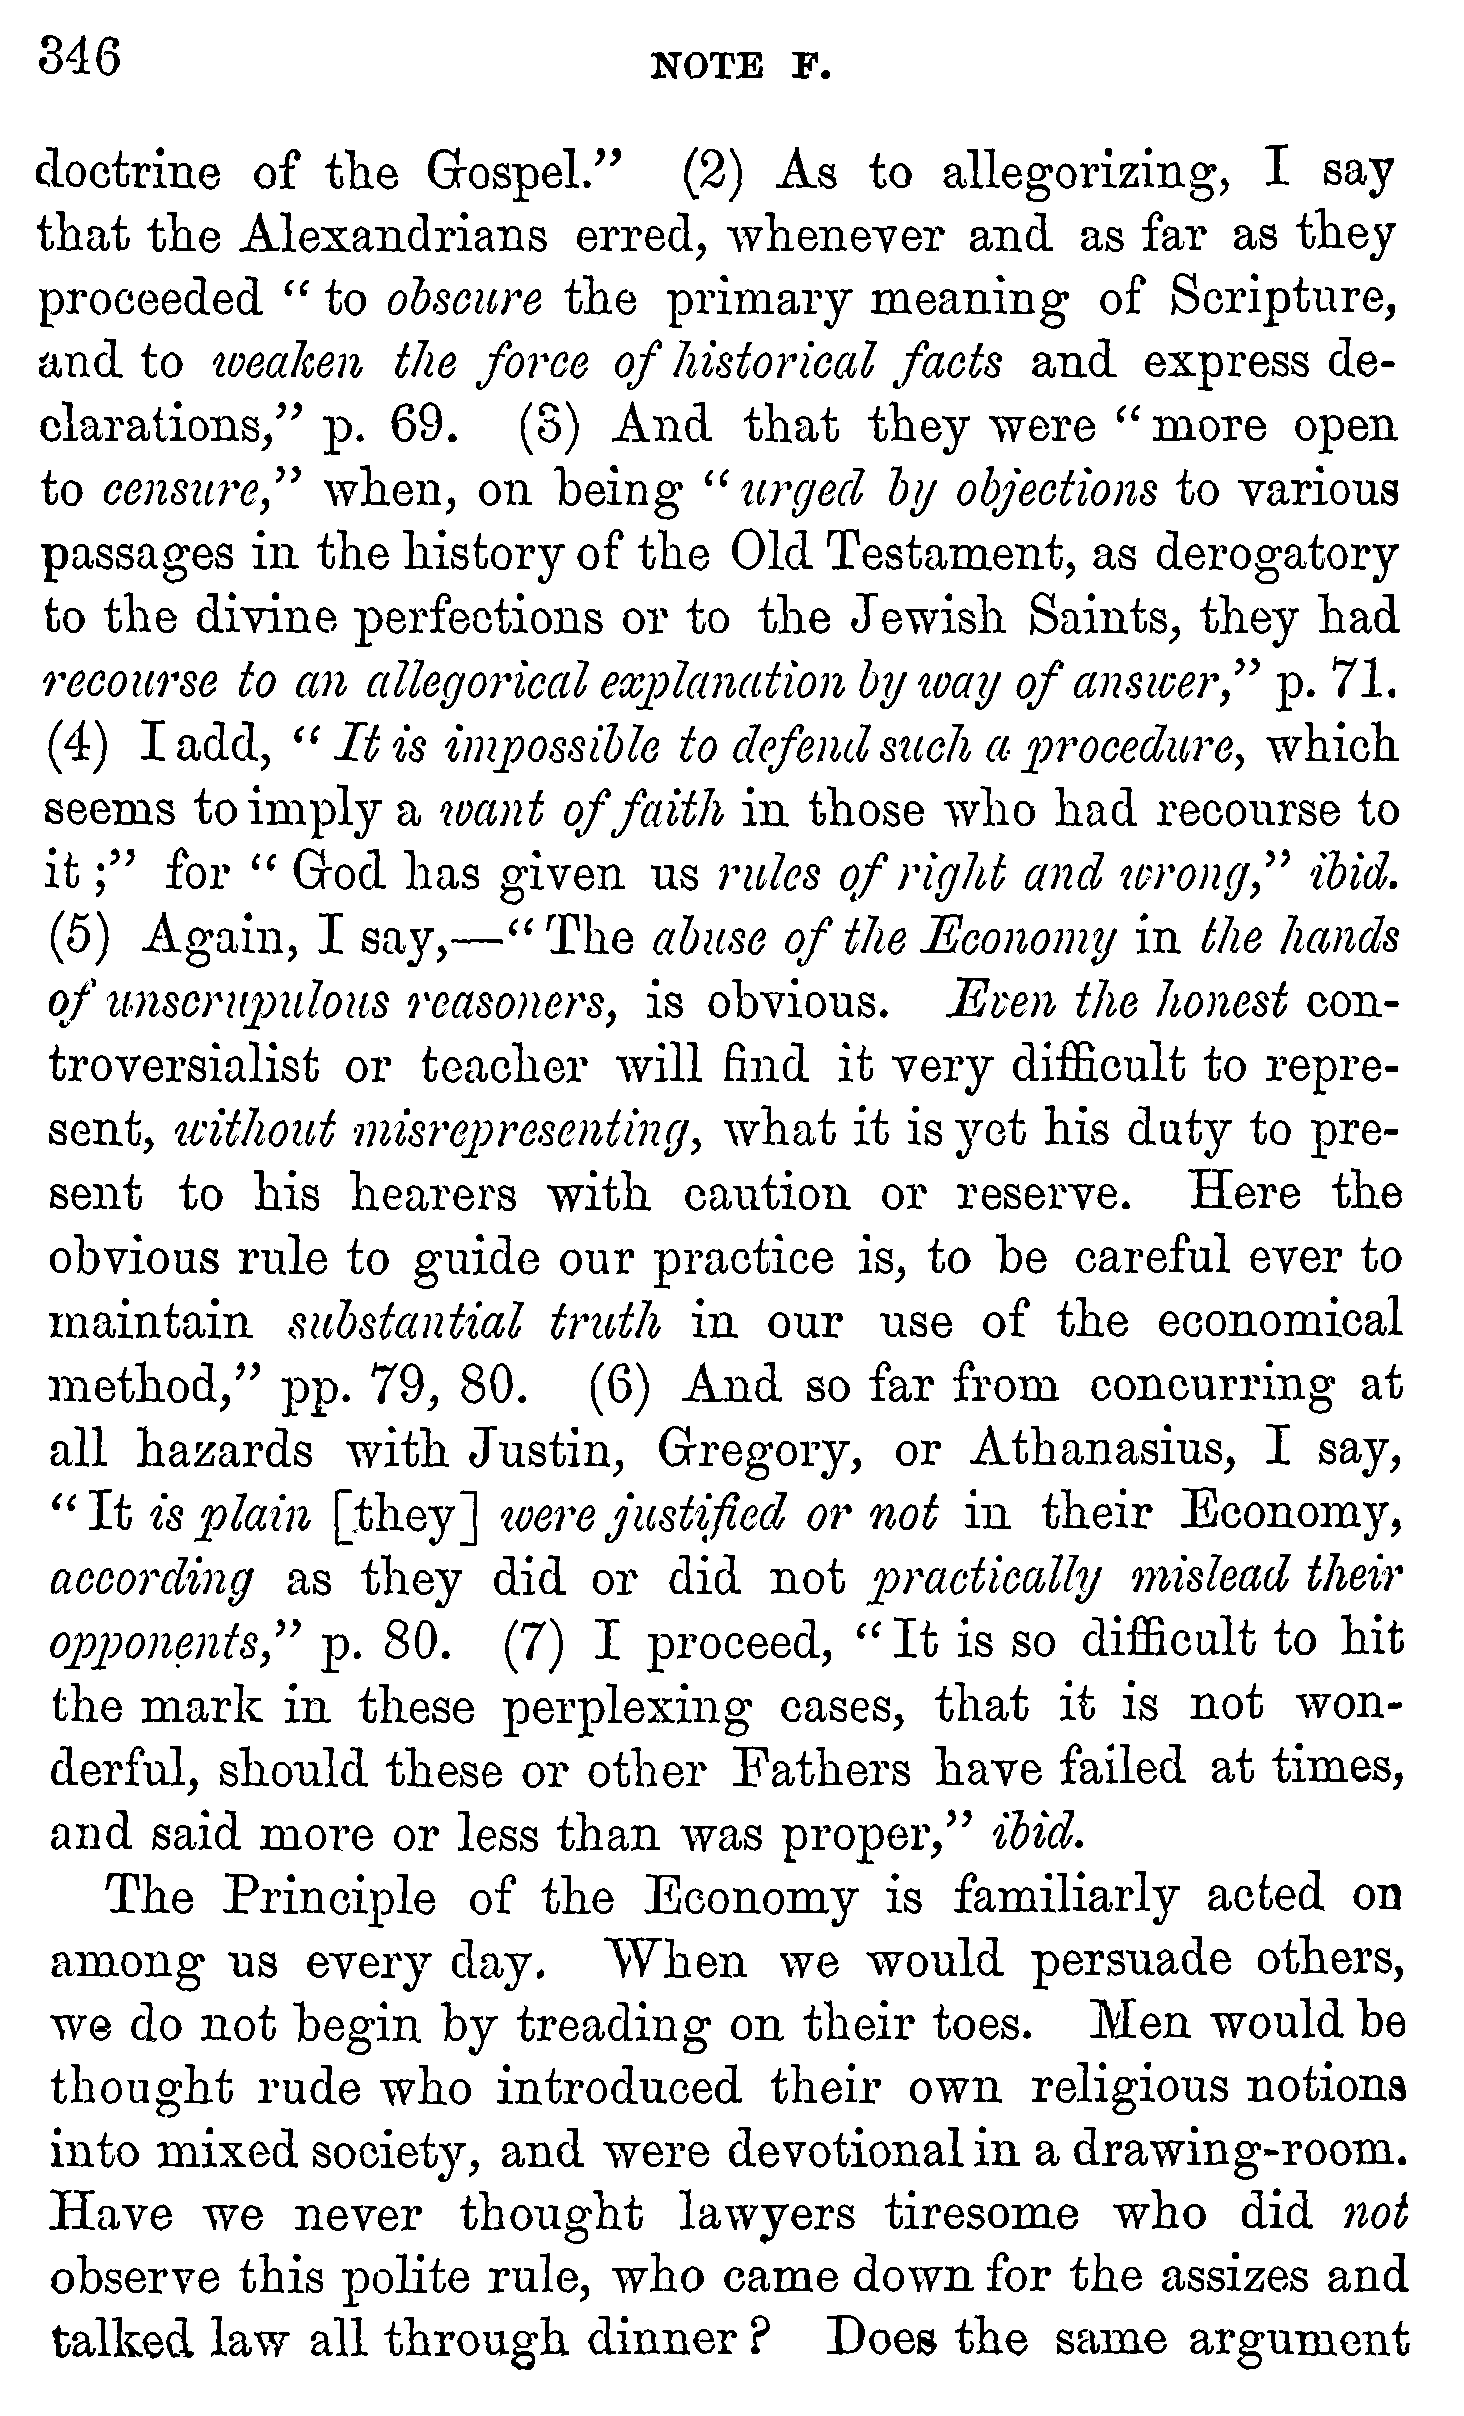 346
NOTE F.
doctrine of the Gospel.” (2) As to allegorizing, I say
that the Alexandrians erred, whenever and as far as they
proceeded “ to obscure the primary meaning of Scripture,
and to weaken the force of historical facts and express de-
clarations,” p. 69. (3) And that they were “ more open
to censure,” when, on being “ urged by objections to various
passages in the history of the Old Testament, as derogatory
to the divine perfections or to the Jewish Saints, they had
recourse to an allegorical explanation by way of answer,” p. 71.
(4) I add, “ It is impossible to defend such a procedure, which
seems to imply a want of faith in those who had recourse to
it ;” for “ God has given us rules of right and wrong,” ibid.
(5) Again, I say,—“ The abuse of the Economy in the hands
of unscrupulous reasoners, is obvious. Even the honest con-
troversialist or teacher will find it very difficult to repre-
sent, without misrepresenting, what it is yet his duty to pre-
sent to his hearers with caution or reserve. Here the
obvious rule to guide our practice is, to be careful ever to
maintain substantial truth in our use of the economical
method,” pp. 79, 80. (6) And so far from concurring at
all hazards with Justin, Gregory, or Athanasius, I say,
“ It is plain [they] were justified or not in their Economy,
according as they did or did not practically mislead their
opponents,” p. 80. (7) I proceed, “ It is so difficult to hit
the mark in these perplexing cases, that it is not won-
derful, should these or other Fathers have failed at times,
and said more or less than was proper,” ibid.
The Principle of the Economy is familiarly acted on
among us every day. When we would persuade others,
we do not begin by treading on their toes. Men would be
thought rude who introduced their own religious notions
into mixed society, and were devotional in a drawing-room.
Have we never thought lawyers tiresome who did not
observe this polite rule, who came down for the assizes and
talked law all through dinner ? Does the same argument